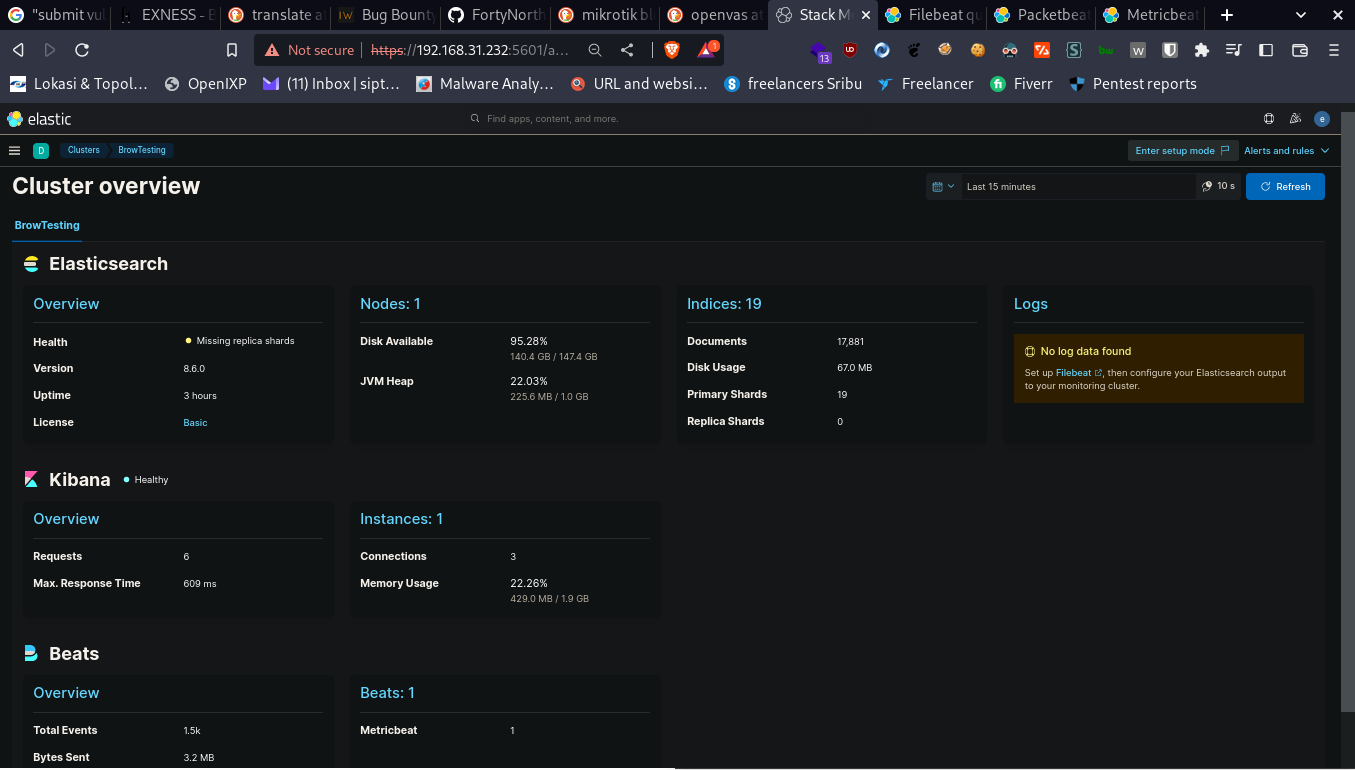 "submit vul
EXNESS - B
translate a
Bug Bounty
FortyNorth
mikrotik bl
openvas at
Stack M
Filebeat qu
Packetbea
Metricbeat
Not secure
https://192.168.31.232:5601/a...
1
13
Lokasi & Topol...
OpenIXP
(11) Inbox | sipt...
Malware Analy...
URL and websi...
freelancers Sribu
Freelancer
Fiverr
Pentest reports
elastic
Find apps, content, and more.
e
D
Clusters
BrowTesting
Enter setup mode
Alerts and rules
Cluster overview
Last 15 minutes
10 s
Refresh
BrowTesting
Elasticsearch
Overview
Health
Missing replica shards
Version
8.6.0
Uptime
3 hours
License
Basic
Nodes: 1
Disk Available
95.28%
140.4 GB / 147.4 GB
JVM Heap
22.03%
225.6 MB / 1.0 GB
Indices: 19
Documents
17,881
Disk Usage
67.0 MB
Primary Shards
19
Replica Shards
0
Logs
No log data found
Set up Filebeat, then configure your Elasticsearch output
to your monitoring cluster.
Kibana
Healthy
Overview
Requests
6
Max. Response Time
609 ms
Instances: 1
Connections
3
Memory Usage
22.26%
429.0 MB / 1.9 GB
Beats
Overview
Total Events
1.5k
Bytes Sent
3.2 MB
Beats: 1
Metricbeat
1